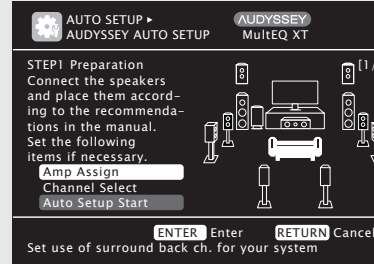 AUTO SETUP ▸
AUDYSSEY AUTO SETUP
AUDYSSEY
MultEQ XT
STEP1 Preparation
[1/
Connect the speakers
and place them accord-
ing to the recommenda-
tions in the manual.
Set the following
items if necessary.
Amp Assign
Channel Select
Auto Setup Start
ENTER Enter
RETURN Cancel
Set use of surround back ch. for your system